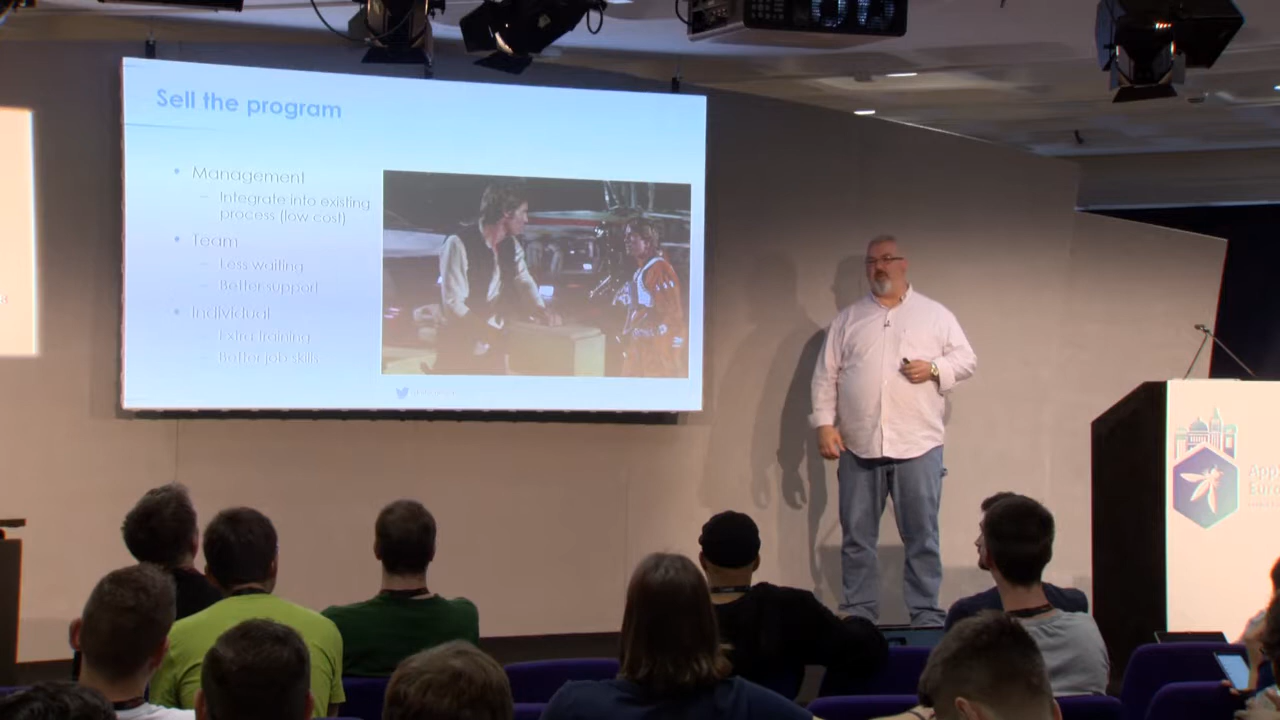 Sell the program
• Management
– Integrate into existing
process (low cost)
• Team
– Less waiting
– Better support
• Individual
– Extra training
– Better job skills